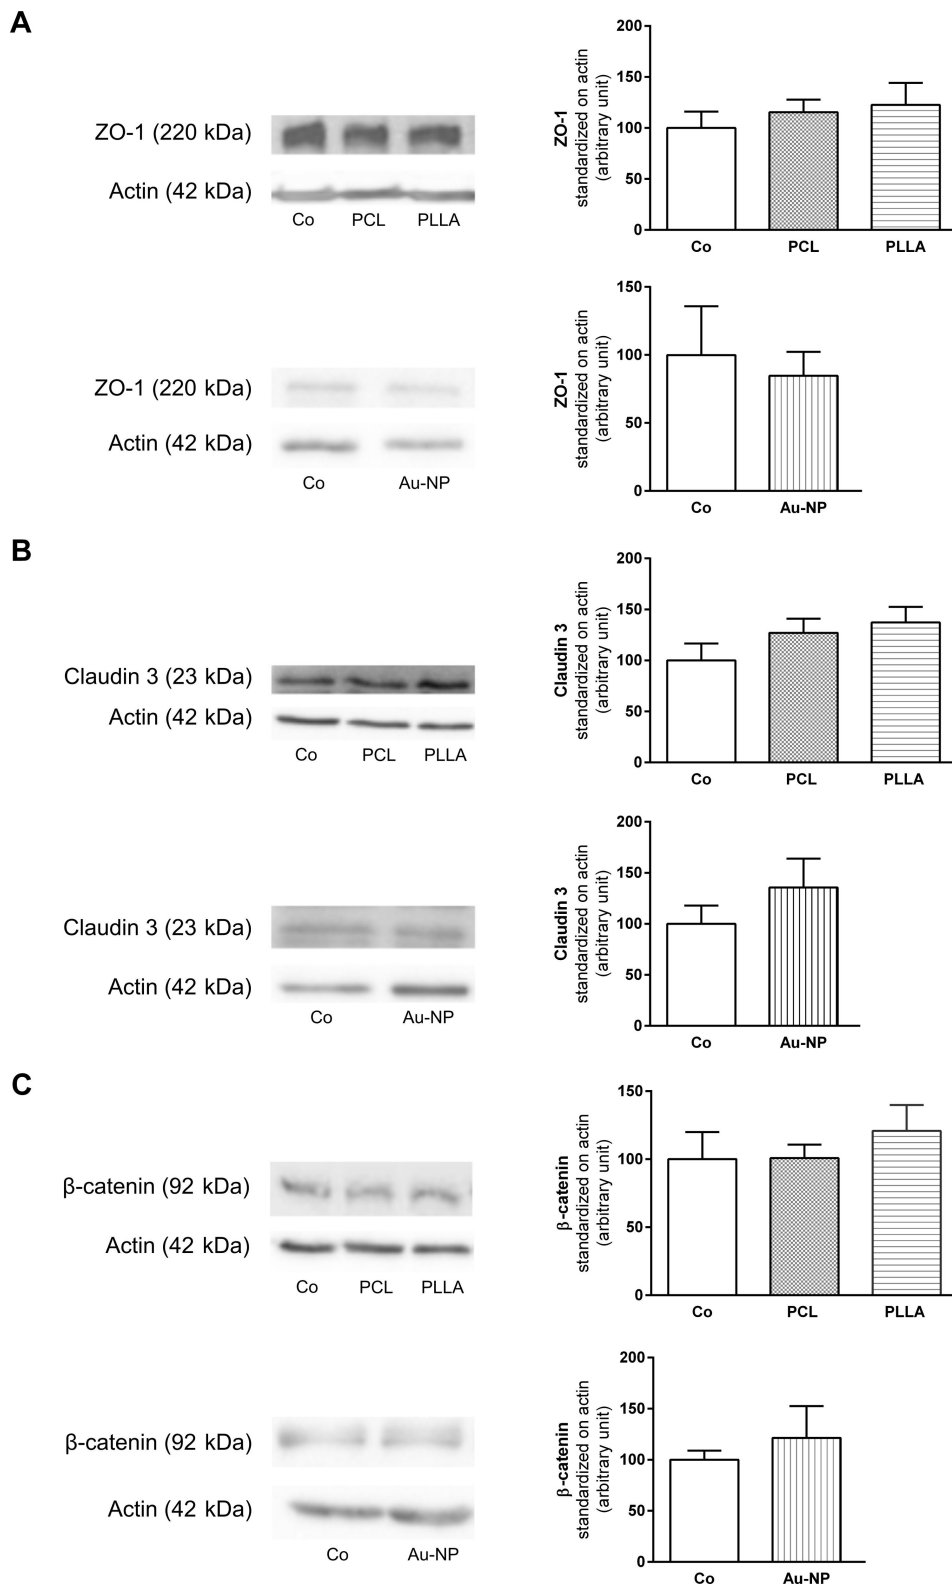 A
ZO-1 (220 kDa)
Actin (42 kDa)
Co PCL PLLA
ZO-1
standardized on actin
(arbitrary unit)
200
150
100
50
0
Co PCL PLLA
ZO-1 (220 kDa)
Actin (42 kDa)
Co Au-NP
ZO-1
standardized on actin
(arbitrary unit)
150
100
50
0
Co Au-NP
B
Claudin 3 (23 kDa)
Actin (42 kDa)
Co PCL PLLA
Claudin 3
standardized on actin
(arbitrary unit)
200
150
100
50
0
Co PCL PLLA
Claudin 3 (23 kDa)
Actin (42 kDa)
Co Au-NP
Claudin 3
standardized on actin
(arbitrary unit)
200
150
100
50
0
Co Au-NP
C
β-catenin (92 kDa)
Actin (42 kDa)
Co PCL PLLA
β-catenin
standardized on actin
(arbitrary unit)
150
100
50
0
Co PCL PLLA
β-catenin (92 kDa)
Actin (42 kDa)
Co Au-NP
β-catenin
standardized on actin
(arbitrary unit)
200
150
100
50
0
Co Au-NP